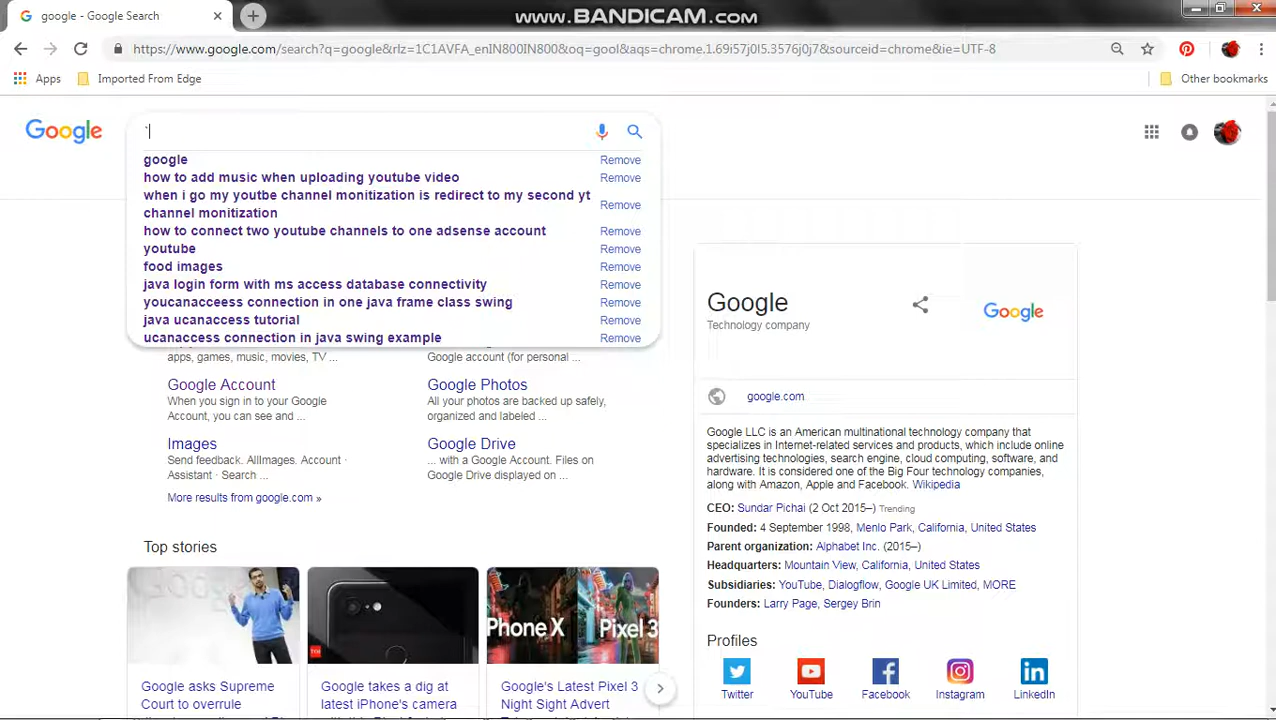 google - Google Search
www.BANDICAM.com
https://www.google.com/search?q=google&rlz=1C1AVFA_enIN800IN800&oq=gool&aqs=chrome.1.69i57j0l5.3576j0j7&sourceid=chrome&ie=UTF-8
Apps
Imported From Edge
Other bookmarks
Google
`
google Remove
how to add music when uploading youtube video Remove
when i go my youtbe channel monitization is redirect to my second yt
channel monitization Remove
how to connect two youtube channels to one adsense account Remove
youtube Remove
food images Remove
java login form with ms access database connectivity Remove
youcanacceess connection in one java frame class swing Remove
java ucanaccess tutorial Remove
ucanaccess connection in java swing example Remove
apps, games, music, movies, TV ...
Google account (for personal ...
Google Account
When you sign in to your Google
Account, you can see and ...
Google Photos
All your photos are backed up safely,
organized and labeled ...
Images
Send feedback. AllImages. Account ·
Assistant · Search ...
Google Drive
... with a Google Account. Files on
Google Drive displayed on ...
More results from google.com »
Top stories
Phone X
Pixel 3
Google asks Supreme
Court to overrule
Google takes a dig at
latest iPhone's camera
Google's Latest Pixel 3
Night Sight Advert
Google
Technology company
Google
google.com
Google LLC is an American multinational technology company that
specializes in Internet-related services and products, which include online
advertising technologies, search engine, cloud computing, software, and
hardware. It is considered one of the Big Four technology companies,
along with Amazon, Apple and Facebook. Wikipedia
CEO: Sundar Pichai (2 Oct 2015–) Trending
Founded: 4 September 1998, Menlo Park, California, United States
Parent organization: Alphabet Inc. (2015–)
Headquarters: Mountain View, California, United States
Subsidiaries: YouTube, Dialogflow, Google UK Limited, MORE
Founders: Larry Page, Sergey Brin
Profiles
Twitter
YouTube
Facebook
Instagram
LinkedIn